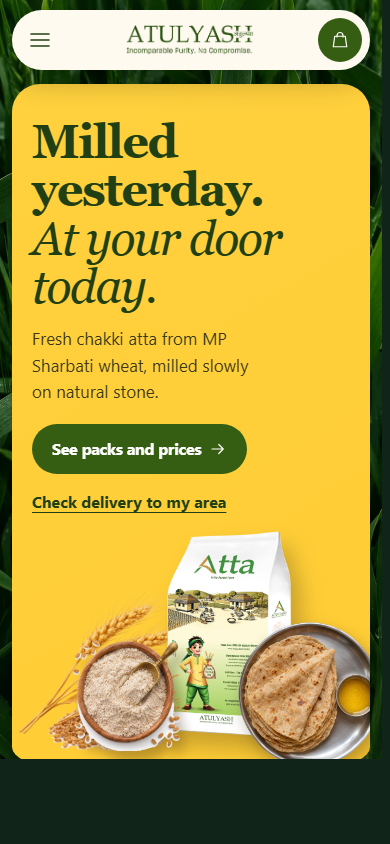 ATULYASH
Incomparable Purity, No Compromise.
Milled
yesterday.
At your door
today.
Fresh chakki atta from MP
Sharbati wheat, milled slowly
on natural stone.
See packs and prices →
Check delivery to my area
Atta
ATULYASH